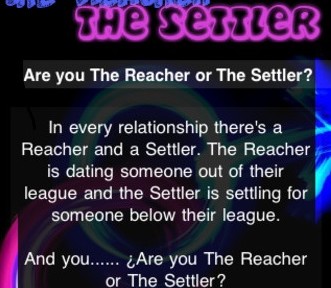 THE SETTLER
Are you The Reacher or The Settler?
In every relationship there's a
Reacher and a Settler. The Reacher
is dating someone out of their
league and the Settler is settling for
someone below their league.
And you...... ¿Are you The Reacher
or The Settler?